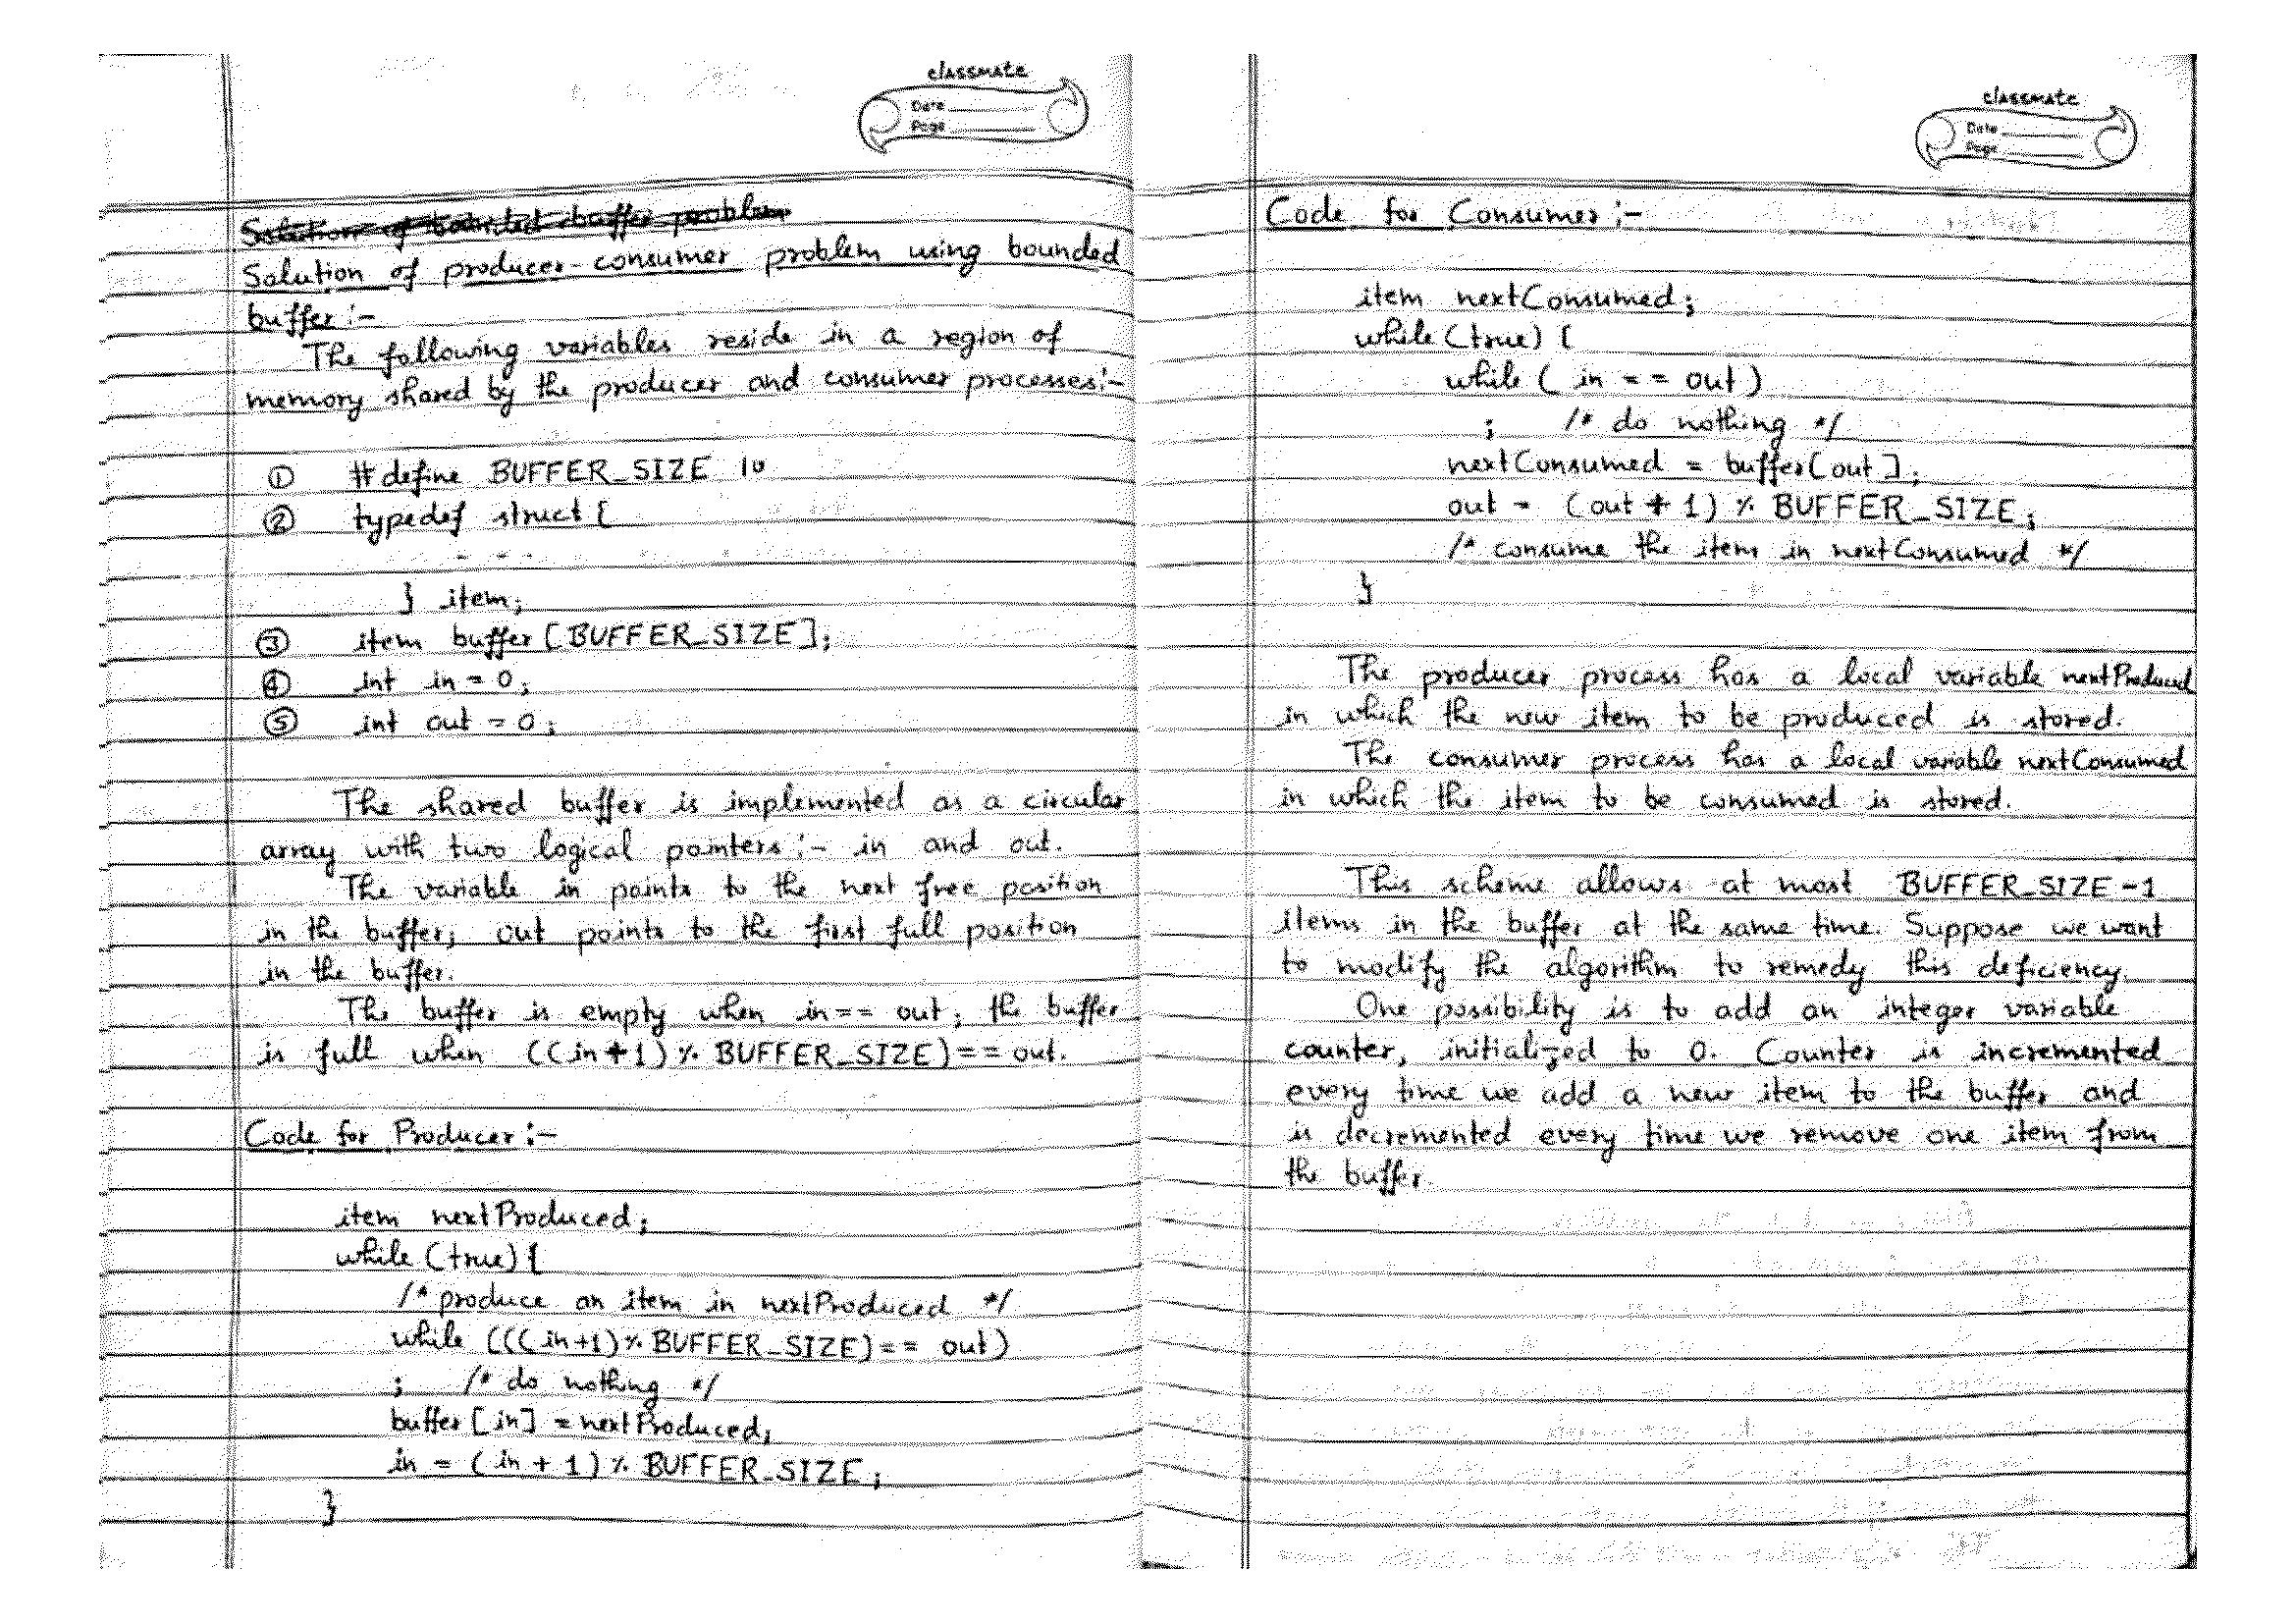 classmate
Date
Page
Solution of bounded buffer problem
Solution of producer-consumer problem using bounded
buffer :-
The following variables reside in a region of
memory shared by the producer and consumer processes:-
① #define BUFFER_SIZE 10
② typedef struct {
- - -
} item;
③ item buffer [BUFFER_SIZE];
④ int in = 0;
⑤ int out = 0;
The shared buffer is implemented as a circular
array with two logical pointers :- in and out.
The variable in points to the next free position
in the buffer; out points to the first full position
in the buffer.
The buffer is empty when in == out; the buffer
is full when ((in + 1) % BUFFER_SIZE) == out.
Code for Producer :-
item nextProduced;
while (true) {
/* produce an item in nextProduced */
while (((in+1) % BUFFER_SIZE) == out)
; /* do nothing */
buffer [in] = nextProduced;
in = (in + 1) % BUFFER_SIZE;
}
classmate
Date
Page
Code for Consumer :-
item nextConsumed;
while (true) {
while ( in == out )
; /* do nothing */
nextConsumed = buffer[out];
out = (out + 1) % BUFFER_SIZE;
/* consume the item in nextConsumed */
}
The producer process has a local variable nextProduced
in which the new item to be produced is stored.
The consumer process has a local variable nextConsumed
in which the item to be consumed is stored.
This scheme allows at most BUFFER_SIZE-1
items in the buffer at the same time. Suppose we want
to modify the algorithm to remedy this deficiency.
One possibility is to add an integer variable
counter, initialized to 0. Counter is incremented
every time we add a new item to the buffer and
is decremented every time we remove one item from
the buffer.